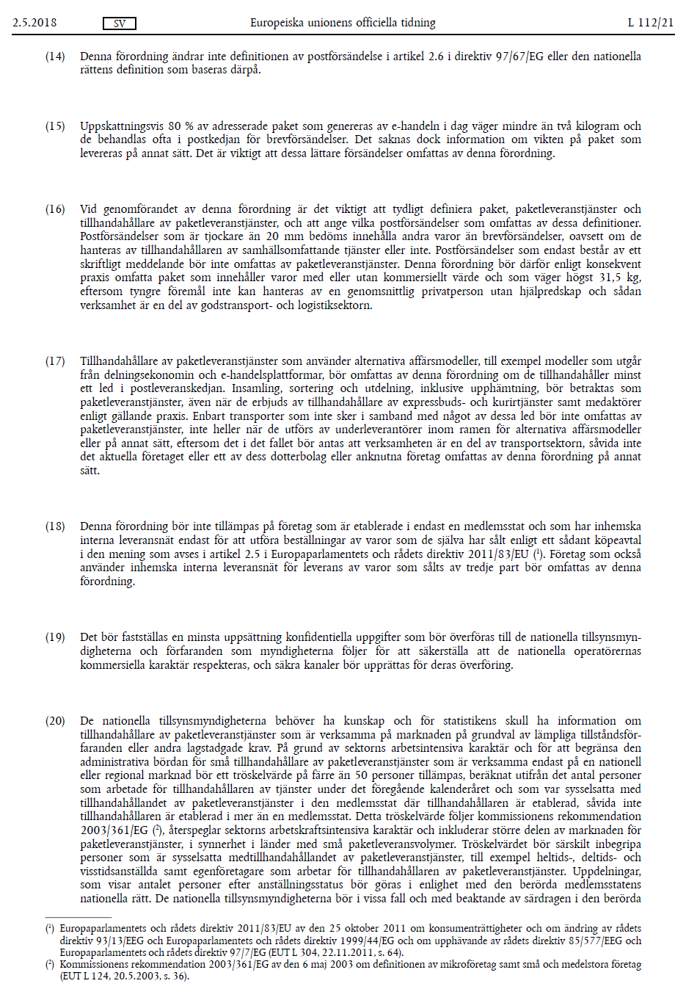 2.5.2018 SV Europeiska unionens officiella tidning L 112/21
(14) Denna förordning ändrar inte definitionen av postförsändelse i artikel 2.6 i direktiv 97/67/EG eller den nationella
rättens definition som baseras därpå.
(15) Uppskattningsvis 80 % av adresserade paket som genereras av e-handeln i dag väger mindre än två kilogram och
de behandlas ofta i postkedjan för brevförsändelser. Det saknas dock information om vikten på paket som
levereras på annat sätt. Det är viktigt att dessa lättare försändelser omfattas av denna förordning.
(16) Vid genomförandet av denna förordning är det viktigt att tydligt definiera paket, paketleveranstjänster och
tillhandahållare av paketleveranstjänster, och att ange vilka postförsändelser som omfattas av dessa definitioner.
Postförsändelser som är tjockare än 20 mm bedöms innehålla andra varor än brevförsändelser, oavsett om de
hanteras av tillhandahållaren av samhällsomfattande tjänster eller inte. Postförsändelser som endast består av ett
skriftligt meddelande bör inte omfattas av paketleveranstjänster. Denna förordning bör därför enligt konsekvent
praxis omfatta paket som innehåller varor med eller utan kommersiellt värde och som väger högst 31,5 kg,
eftersom tyngre föremål inte kan hanteras av en genomsnittlig privatperson utan hjälpredskap och sådan
verksamhet är en del av godstransport- och logistiksektorn.
(17) Tillhandahållare av paketleveranstjänster som använder alternativa affärsmodeller, till exempel modeller som utgår
från delningsekonomin och e-handelsplattformar, bör omfattas av denna förordning om de tillhandahåller minst
ett led i postleveranskedjan. Insamling, sortering och utdelning, inklusive upphämtning, bör betraktas som
paketleveranstjänster, även när de erbjuds av tillhandahållare av expressbuds- och kurirtjänster samt medaktörer
enligt gällande praxis. Enbart transporter som inte sker i samband med något av dessa led bör inte omfattas av
paketleveranstjänster, inte heller när de utförs av underleverantörer inom ramen för alternativa affärsmodeller
eller på annat sätt, eftersom det i det fallet bör antas att verksamheten är en del av transportsektorn, såvida inte
det aktuella företaget eller ett av dess dotterbolag eller anknutna företag omfattas av denna förordning på annat
sätt.
(18) Denna förordning bör inte tillämpas på företag som är etablerade i endast en medlemsstat och som har inhemska
interna leveransnät endast för att utföra beställningar av varor som de själva har sålt enligt ett sådant köpeavtal
i den mening som avses i artikel 2.5 i Europaparlamentets och rådets direktiv 2011/83/EU (¹). Företag som också
använder inhemska interna leveransnät för leverans av varor som sålts av tredje part bör omfattas av denna
förordning.
(19) Det bör fastställas en minsta uppsättning konfidentiella uppgifter som bör överföras till de nationella tillsynsmyn-
digheterna och förfaranden som myndigheterna följer för att säkerställa att de nationella operatörernas
kommersiella karaktär respekteras, och säkra kanaler bör upprättas för deras överföring.
(20) De nationella tillsynsmyndigheterna behöver ha kunskap och för statistikens skull ha information om
tillhandahållare av paketleveranstjänster som är verksamma på marknaden på grundval av lämpliga tillståndsför-
faranden eller andra lagstadgade krav. På grund av sektorns arbetsintensiva karaktär och för att begränsa den
administrativa bördan för små tillhandahållare av paketleveranstjänster som är verksamma endast på en nationell
eller regional marknad bör ett tröskelvärde på färre än 50 personer tillämpas, beräknat utifrån det antal personer
som arbetade för tillhandahållaren av tjänster under det föregående kalenderåret och som var sysselsatta med
tillhandahållandet av paketleveranstjänster i den medlemsstat där tillhandahållaren är etablerad, såvida inte
tillhandahållaren är etablerad i mer än en medlemsstat. Detta tröskelvärde följer kommissionens rekommendation
2003/361/EG (²), återspeglar sektorns arbetskraftsintensiva karaktär och inkluderar större delen av marknaden för
paketleveranstjänster, i synnerhet i länder med små paketleveransvolymer. Tröskelvärdet bör särskilt inbegripa
personer som är sysselsatta medtillhandahållandet av paketleveranstjänster, till exempel heltids-, deltids- och
visstidsanställda samt egenföretagare som arbetar för tillhandahållaren av paketleveranstjänster. Uppdelningar,
som visar antalet personer efter anställningsstatus bör göras i enlighet med den berörda medlemsstatens
nationella rätt. De nationella tillsynsmyndigheterna bör i vissa fall och med beaktande av särdragen i den berörda
(¹) Europaparlamentets och rådets direktiv 2011/83/EU av den 25 oktober 2011 om konsumenträttigheter och om ändring av rådets
direktiv 93/13/EEG och Europaparlamentets och rådets direktiv 1999/44/EG och om upphävande av rådets direktiv 85/577/EEG och
Europaparlamentets och rådets direktiv 97/7/EG (EUT L 304, 22.11.2011, s. 64).
(²) Kommissionens rekommendation 2003/361/EG av den 6 maj 2003 om definitionen av mikroföretag samt små och medelstora företag
(EUT L 124, 20.5.2003, s. 36).